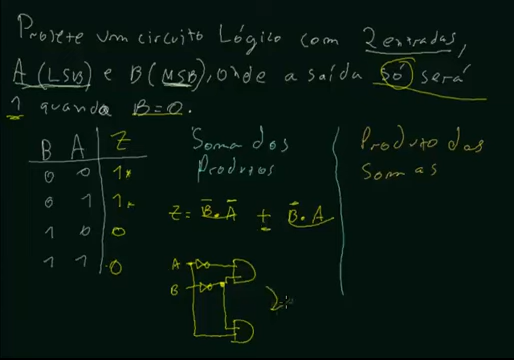 Projete um circuito Lógico com 2 entradas,
A (LSB) e B (MSB), onde a saída só será
1 quando B=0.
B A Z
0 0 1
0 1 1
1 0 0
1 1 0
Soma dos
Produtos
Z = B̅.A̅ + B̅.A
A
B
Produto das
Somas